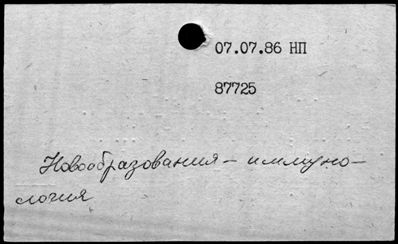 07.07.86 НП
87725
Новообразования – иммуно–
логия